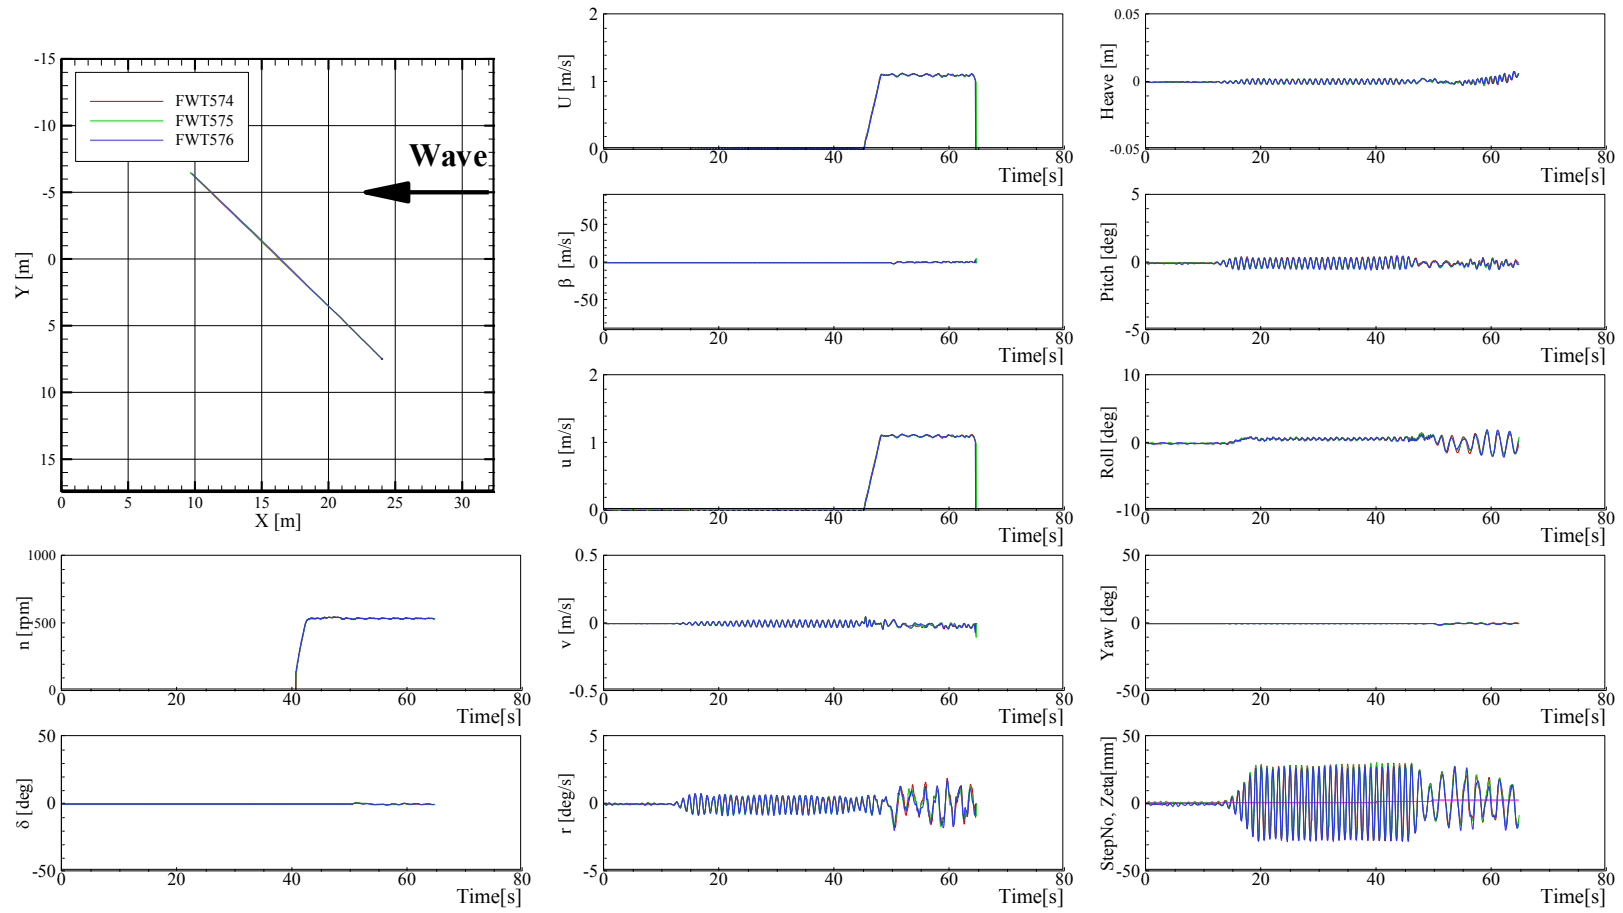 -15
-10
-5
0
5
10
15
Y [m]
FWT574
FWT575
FWT576
Wave
0 5 10 15 20 25 30
X [m]
2
1
0
U [m/s]
0 20 40 60 80
Time[s]
0.05
0
-0.05
Heave [m]
0 20 40 60 80
Time[s]
50
0
-50
β [m/s]
0 20 40 60 80
Time[s]
5
0
-5
Pitch [deg]
0 20 40 60 80
Time[s]
2
1
0
u [m/s]
0 20 40 60 80
Time[s]
10
0
-10
Roll [deg]
0 20 40 60 80
Time[s]
1000
500
0
n [rpm]
0 20 40 60 80
Time[s]
0.5
0
-0.5
v [m/s]
0 20 40 60 80
Time[s]
50
0
-50
Yaw [deg]
0 20 40 60 80
Time[s]
50
0
-50
δ [deg]
0 20 40 60 80
Time[s]
5
0
-5
r [deg/s]
0 20 40 60 80
Time[s]
50
0
-50
StepNo, Zeta[mm
0 20 40 60 80
Time[s]